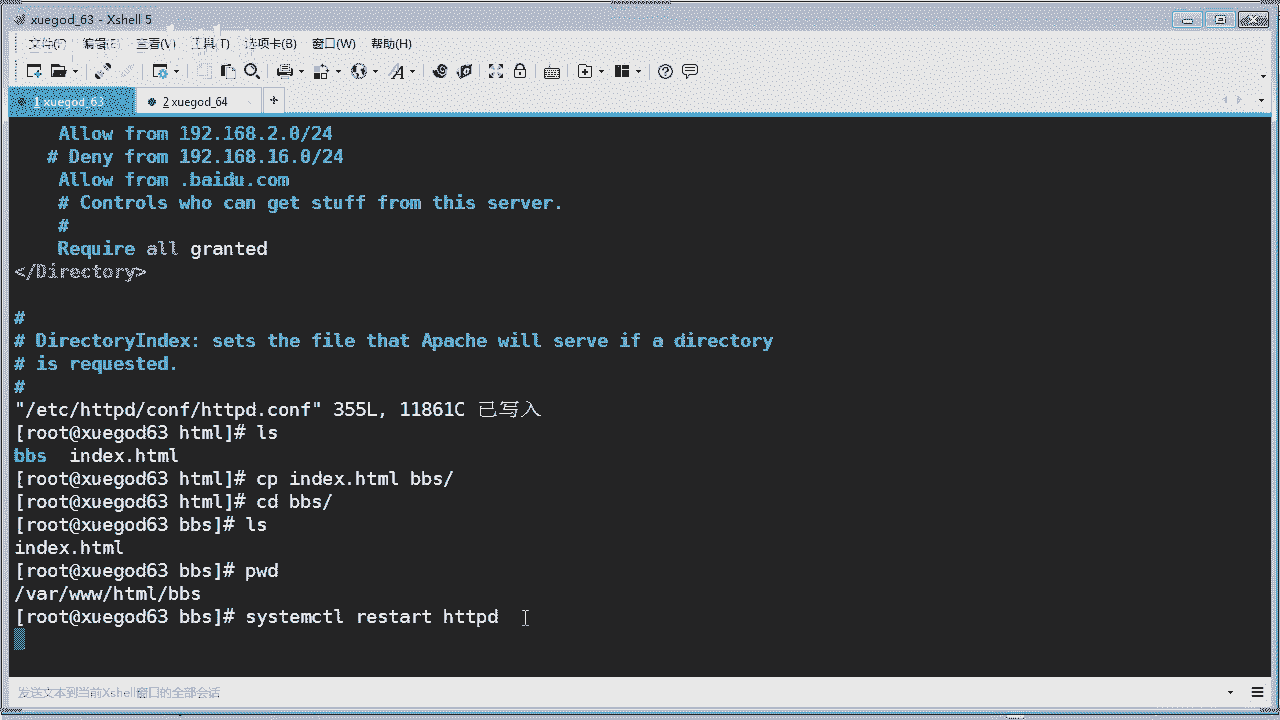 xuegod_63 - Xshell 5
文件(F) 编辑(E) 查看(V) 工具(T) 选项卡(B) 窗口(W) 帮助(H)
1 xuegod_63 2 xuegod_64 +
Allow from 192.168.2.0/24
# Deny from 192.168.16.0/24
Allow from .baidu.com
# Controls who can get stuff from this server.
#
Require all granted
</Directory>
#
# DirectoryIndex: sets the file that Apache will serve if a directory
# is requested.
#
"/etc/httpd/conf/httpd.conf" 355L, 11861C 已写入
[root@xuegod63 html]# ls
bbs index.html
[root@xuegod63 html]# cp index.html bbs/
[root@xuegod63 html]# cd bbs/
[root@xuegod63 bbs]# ls
index.html
[root@xuegod63 bbs]# pwd
/var/www/html/bbs
[root@xuegod63 bbs]# systemctl restart httpd
发送文本到当前Xshell窗口的全部会话